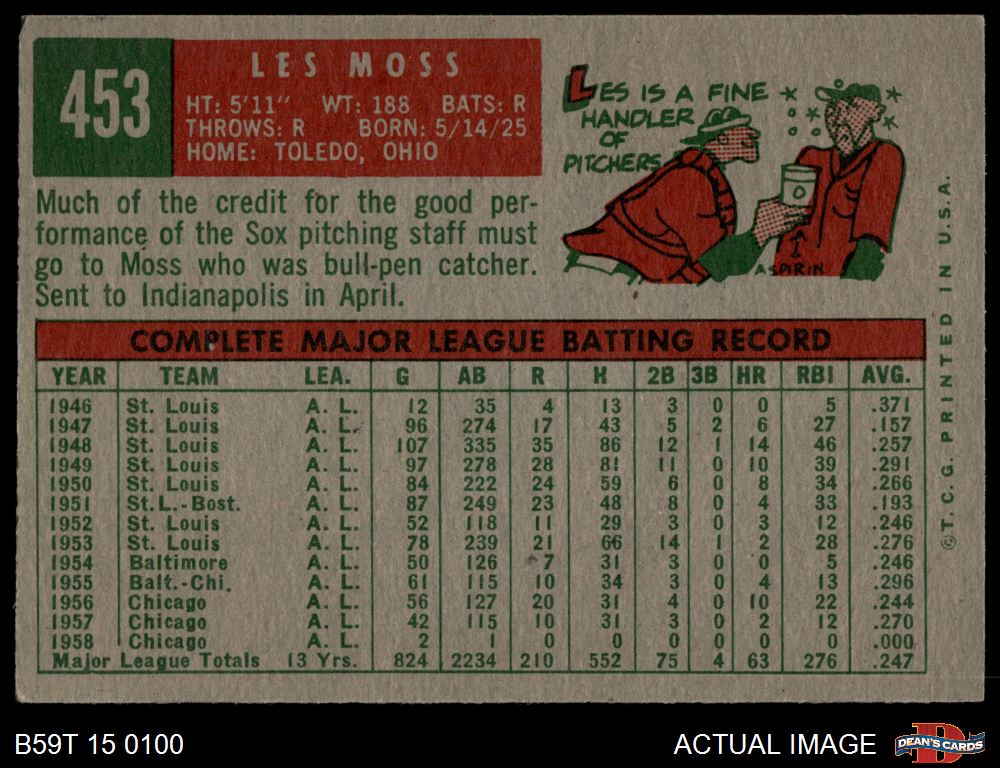 453
LES MOSS
HT: 5'11" WT: 188 BATS: R
THROWS: R BORN: 5/14/25
HOME: TOLEDO, OHIO
LES IS A FINE
HANDLER
OF
PITCHERS
ASPIRIN
Much of the credit for the good per-
formance of the Sox pitching staff must
go to Moss who was bull-pen catcher.
Sent to Indianapolis in April.
COMPLETE MAJOR LEAGUE BATTING RECORD
YEAR TEAM LEA. G AB R H 2B 3B HR RBI AVG.
1946 St. Louis A. L. 12 35 4 13 3 0 0 5 .371
1947 St. Louis A. L. 96 274 17 43 5 2 6 27 .157
1948 St. Louis A. L. 107 335 35 86 12 1 14 46 .257
1949 St. Louis A. L. 97 278 28 81 11 0 10 39 .291
1950 St. Louis A. L. 84 222 24 59 6 0 8 34 .266
1951 St.L.-Bost. A. L. 87 249 23 48 8 0 4 33 .193
1952 St. Louis A. L. 52 118 11 29 3 0 3 12 .246
1953 St. Louis A. L. 78 239 21 66 14 1 2 28 .276
1954 Baltimore A. L. 50 126 7 31 3 0 0 5 .246
1955 Balt.-Chi. A. L. 61 115 10 34 3 0 4 13 .296
1956 Chicago A. L. 56 127 20 31 4 0 10 22 .244
1957 Chicago A. L. 42 115 10 31 3 0 2 12 .270
1958 Chicago A. L. 2 1 0 0 0 0 0 0 .000
Major League Totals 13 Yrs. 824 2234 210 552 75 4 63 276 .247
©T. C. G. PRINTED IN U.S.A.
B59T 15 0100
ACTUAL IMAGE
D
DEAN'S CARDS